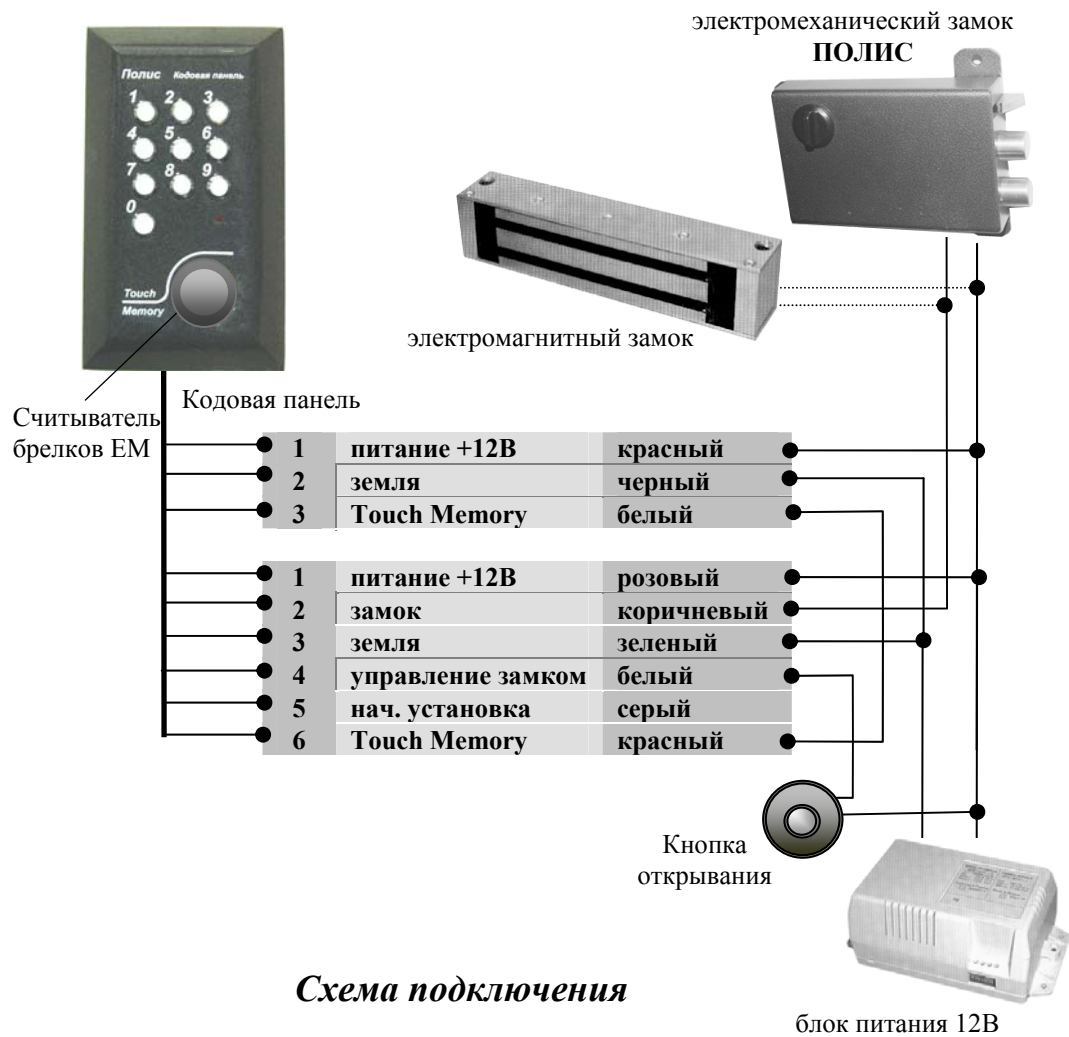 электромеханический замок
ПОЛИС
Полис Кодовая панель
1 2 3
4 5 6
7 8 9
0
Touch
Memory
электромагнитный замок
Считыватель
брелков ЕМ
Кодовая панель
1 питание +12В красный
2 земля черный
3 Touch Memory белый
1 питание +12В розовый
2 замок коричневый
3 земля зеленый
4 управление замком белый
5 нач. установка серый
6 Touch Memory красный
Кнопка
открывания
Схема подключения
блок питания 12В